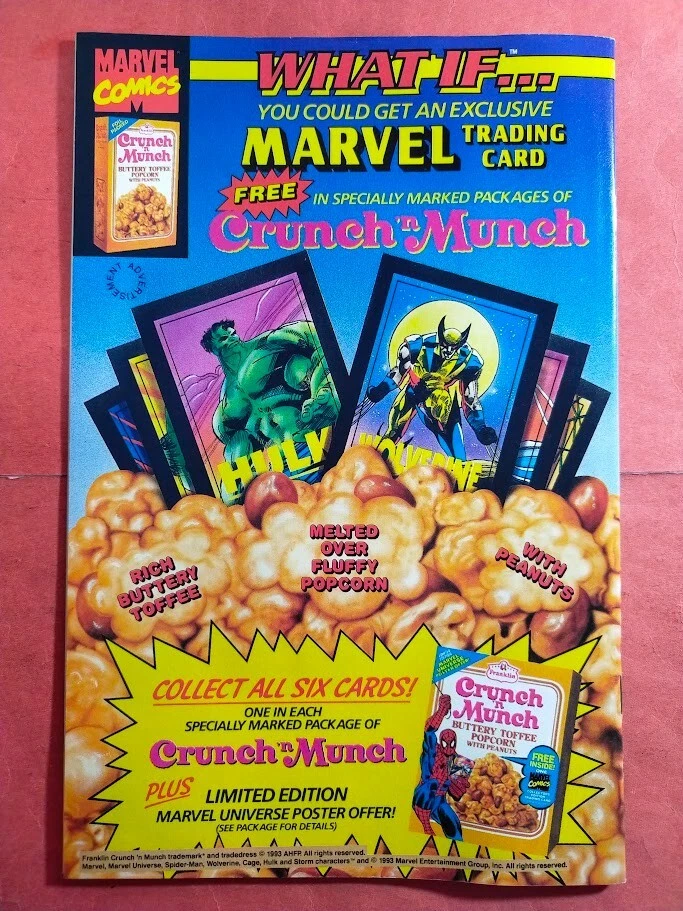 MARVEL
COMICS
WHAT IF...™
YOU COULD GET AN EXCLUSIVE
MARVEL TRADING CARD
FREE IN SPECIALLY MARKED PACKAGES OF
Crunch 'n Munch
Franklin
Crunch
'n
Munch
BUTTERY TOFFEE
POPCORN
WITH PEANUTS
ADVERTISEMENT
HULK
WOLVERINE
RICH
BUTTERY
TOFFEE
MELTED
OVER
FLUFFY
POPCORN
WITH
PEANUTS
COLLECT ALL SIX CARDS!
ONE IN EACH
SPECIALLY MARKED PACKAGE OF
Crunch 'n Munch
PLUS LIMITED EDITION
MARVEL UNIVERSE POSTER OFFER!
(SEE PACKAGE FOR DETAILS)
Franklin
Crunch
'n
Munch
BUTTERY TOFFEE
POPCORN
WITH PEANUTS
FREE
INSIDE!
COMICS
Franklin Crunch 'n Munch trademark* and tradedress © 1993 AHFP. All rights reserved.
Marvel, Marvel Universe, Spider-Man, Wolverine, Cage, Hulk and Storm characters™ and © 1993 Marvel Entertainment Group, Inc. All rights reserved.